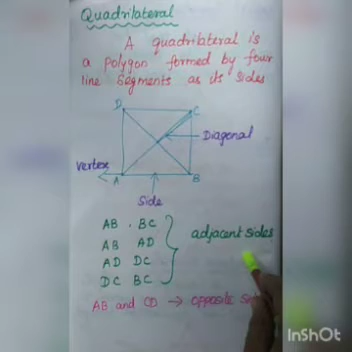 Quadrilateral
A quadrilateral is
a polygon formed by four
line segments as its sides
D
C
Diagonal
vertex
A
B
Side
AB . BC
AB AD
AD DC
DC BC
adjacent sides
AB and CD → opposite
InShOt